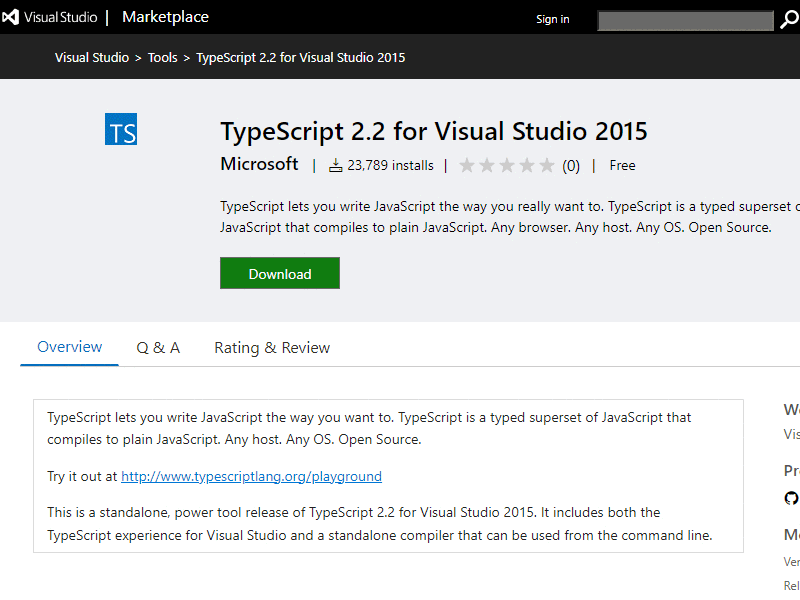 Visual Studio | Marketplace
Sign in
Visual Studio > Tools > TypeScript 2.2 for Visual Studio 2015
TS
TypeScript 2.2 for Visual Studio 2015
Microsoft | 23,789 installs | (0) | Free
TypeScript lets you write JavaScript the way you really want to. TypeScript is a typed superset
JavaScript that compiles to plain JavaScript. Any browser. Any host. Any OS. Open Source.
Download
Overview Q & A Rating & Review
TypeScript lets you write JavaScript the way you want to. TypeScript is a typed superset of JavaScript that
compiles to plain JavaScript. Any host. Any OS. Open Source.
Try it out at http://www.typescriptlang.org/playground
This is a standalone, power tool release of TypeScript 2.2 for Visual Studio 2015. It includes both the
TypeScript experience for Visual Studio and a standalone compiler that can be used from the command line.